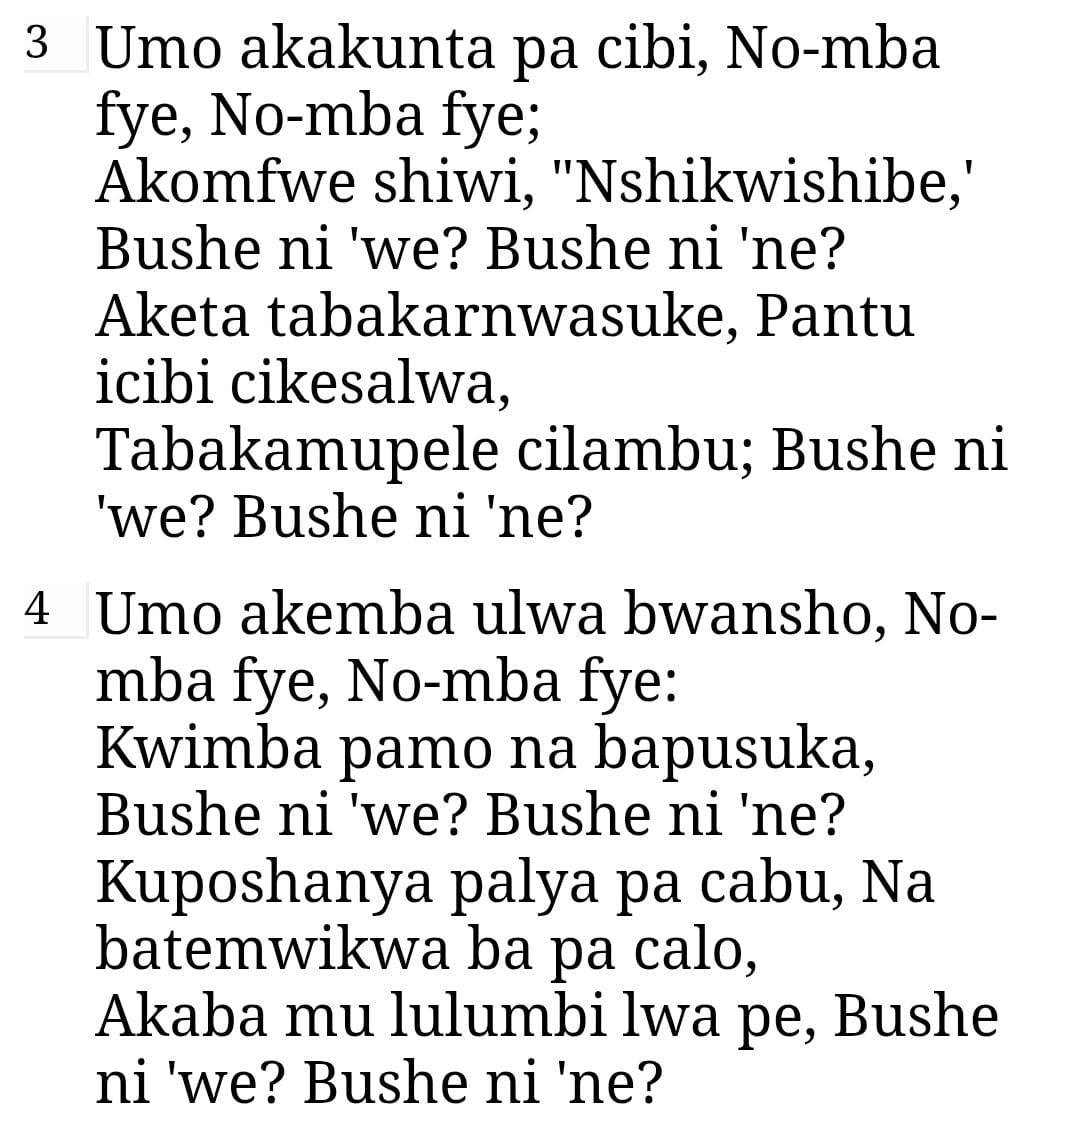 3 Umo akakunta pa cibi, No-mba
fye, No-mba fye;
Akomfwe shiwi, "Nshikwishibe,'
Bushe ni 'we? Bushe ni 'ne?
Aketa tabakarnwasuke, Pantu
icibi cikesalwa,
Tabakamupele cilambu; Bushe ni
'we? Bushe ni 'ne?
4 Umo akemba ulwa bwansho, No-
mba fye, No-mba fye:
Kwimba pamo na bapusuka,
Bushe ni 'we? Bushe ni 'ne?
Kuposhanya palya pa cabu, Na
batemwikwa ba pa calo,
Akaba mu lulumbi lwa pe, Bushe
ni 'we? Bushe ni 'ne?